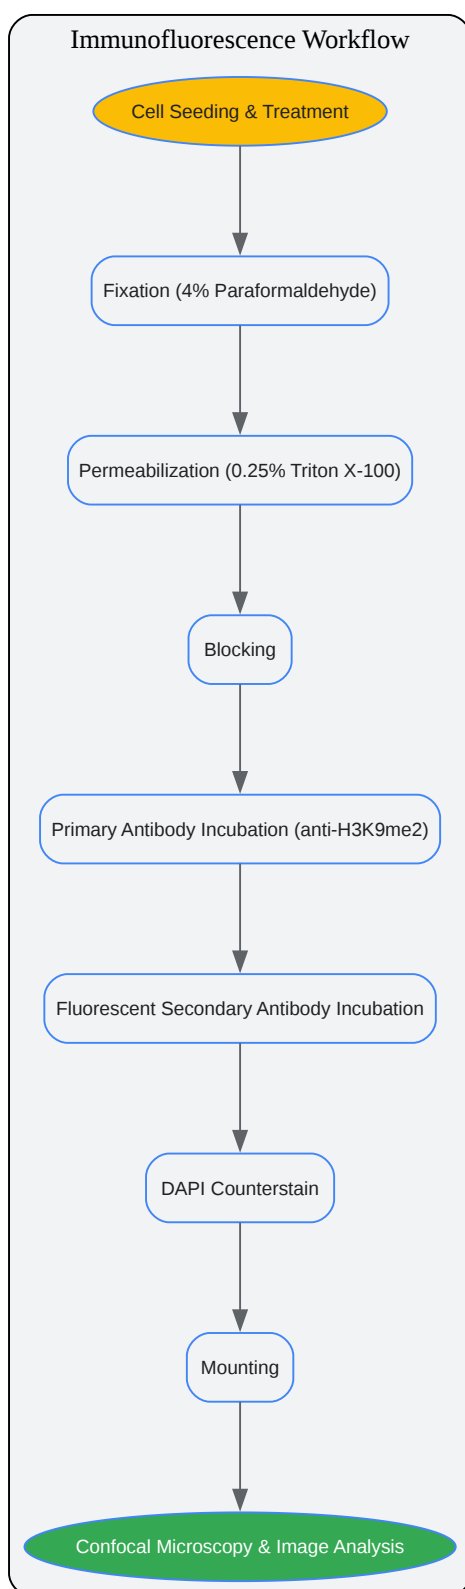 Immunofluorescence Workflow
Cell Seeding & Treatment
Fixation (4% Paraformaldehyde)
Permeabilization (0.25% Triton X-100)
Blocking
Primary Antibody Incubation (anti-H3K9me2)
Fluorescent Secondary Antibody Incubation
DAPI Counterstain
Mounting
Confocal Microscopy & Image Analysis